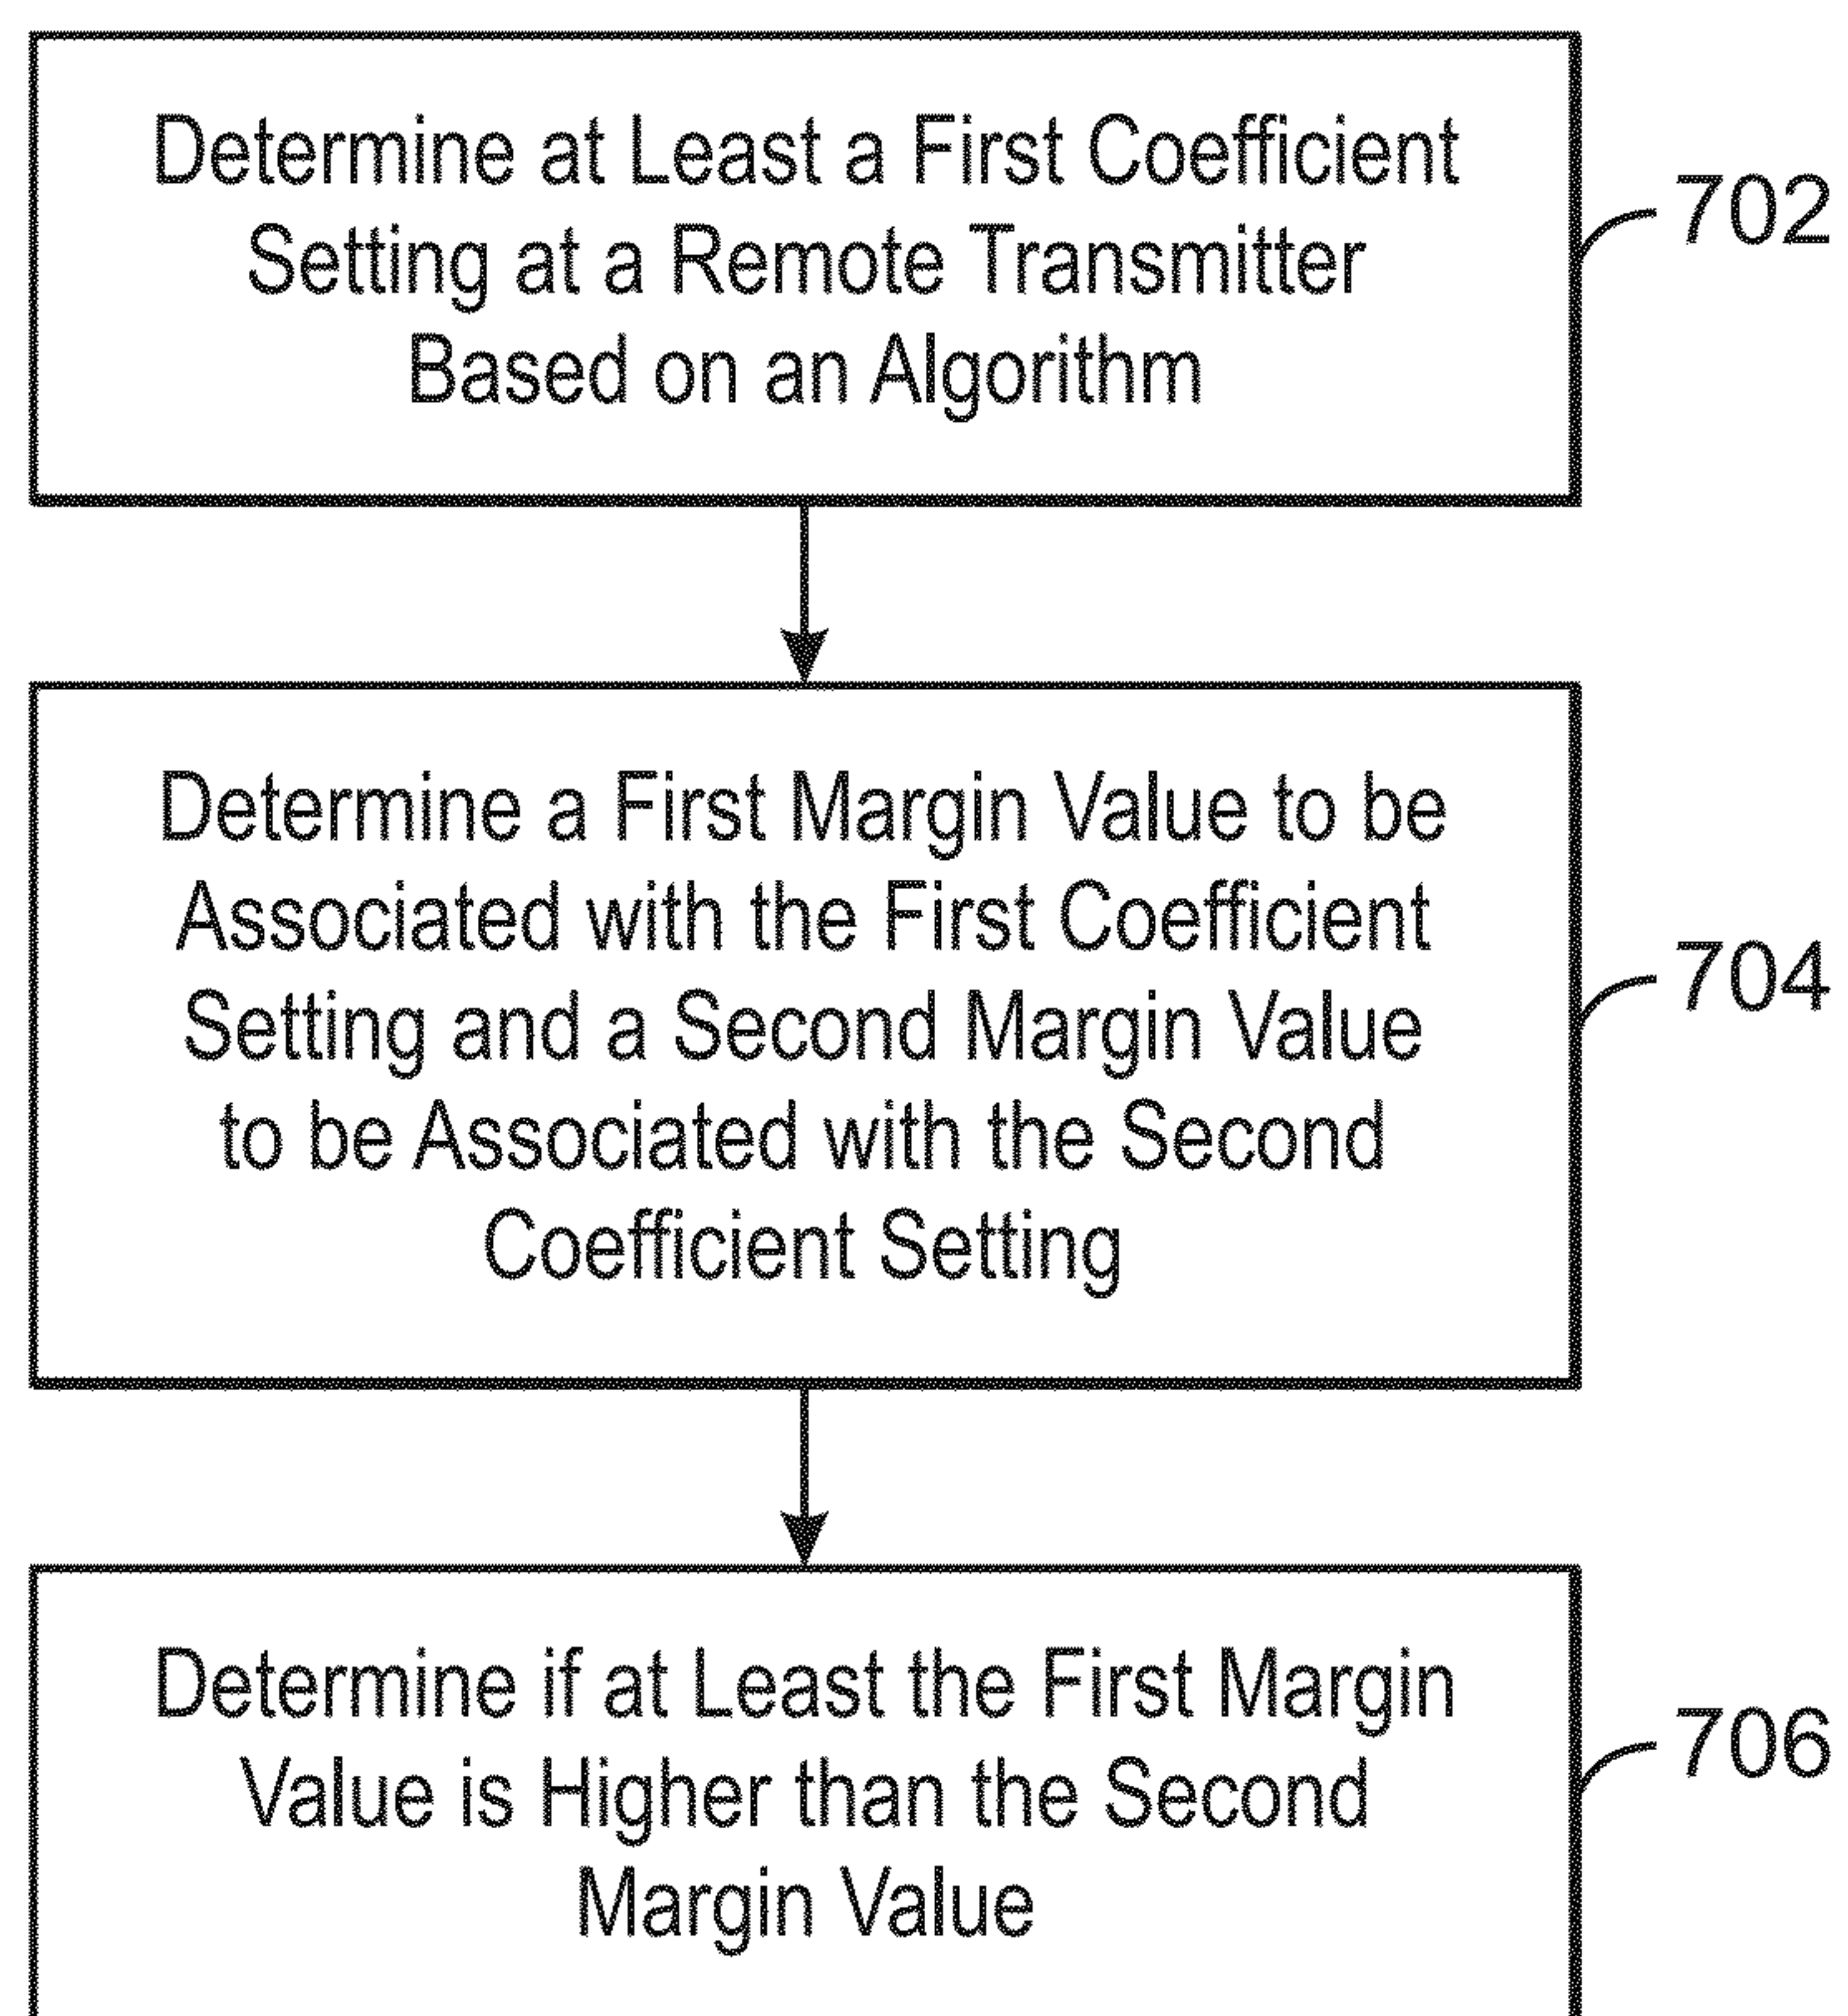 Determine at Least a First Coefficient
Setting at a Remote Transmitter
Based on an Algorithm
702
Determine a First Margin Value to be
Associated with the First Coefficient
Setting and a Second Margin Value
to be Associated with the Second
Coefficient Setting
704
Determine if at Least the First Margin
Value is Higher than the Second
Margin Value
706